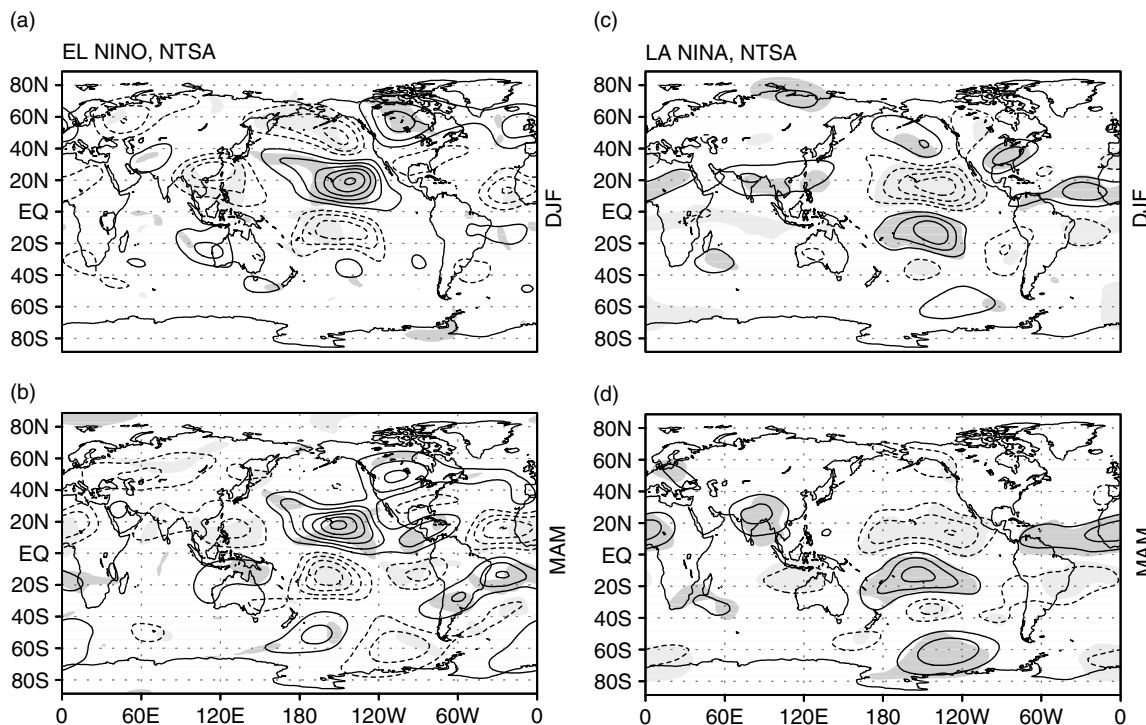 (a)
EL NINO, NTSA
80N
60N
40N
20N
EQ
20S
40S
60S
80S
DJF
(c)
LA NINA, NTSA
80N
60N
40N
20N
EQ
20S
40S
60S
80S
DJF
(b)
80N
60N
40N
20N
EQ
20S
40S
60S
80S
0 60E 120E 180 120W 60W 0
MAM
(d)
80N
60N
40N
20N
EQ
20S
40S
60S
80S
0 60E 120E 180 120W 60W 0
MAM